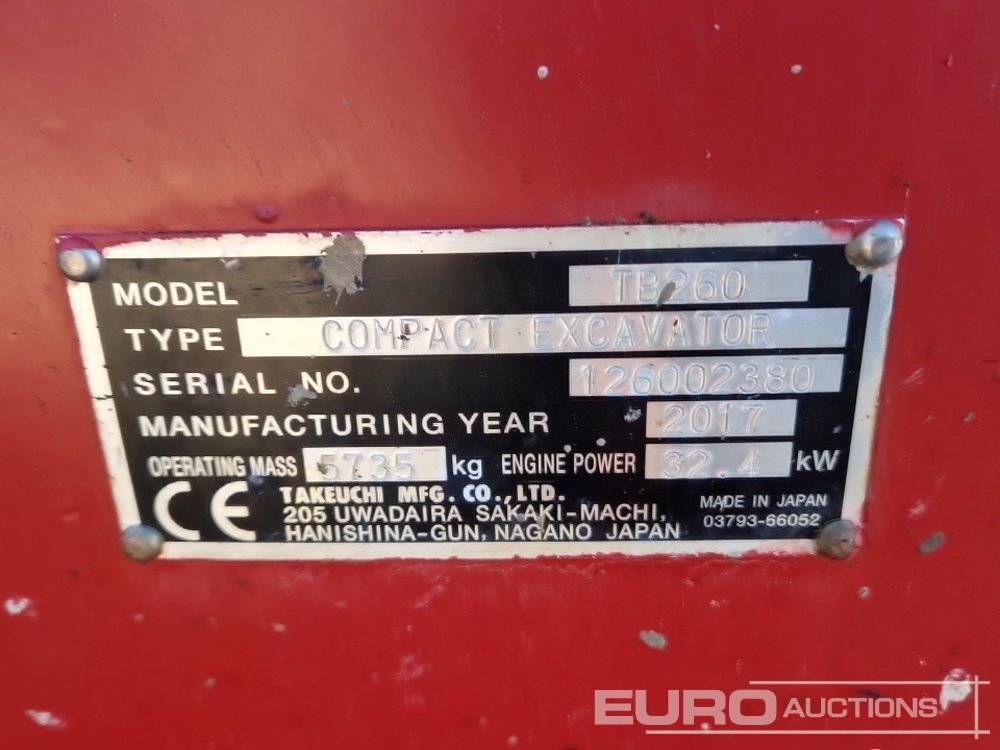 MODEL TB260
TYPE COMPACT EXCAVATOR
SERIAL NO. 126002380
MANUFACTURING YEAR 2017
OPERATING MASS 5735 kg ENGINE POWER 32.4 kW
CE TAKEUCHI MFG. CO., LTD.
205 UWADAIRA SAKAKI-MACHI,
HANISHINA-GUN, NAGANO JAPAN
MADE IN JAPAN
03793-66052
EURO AUCTIONS